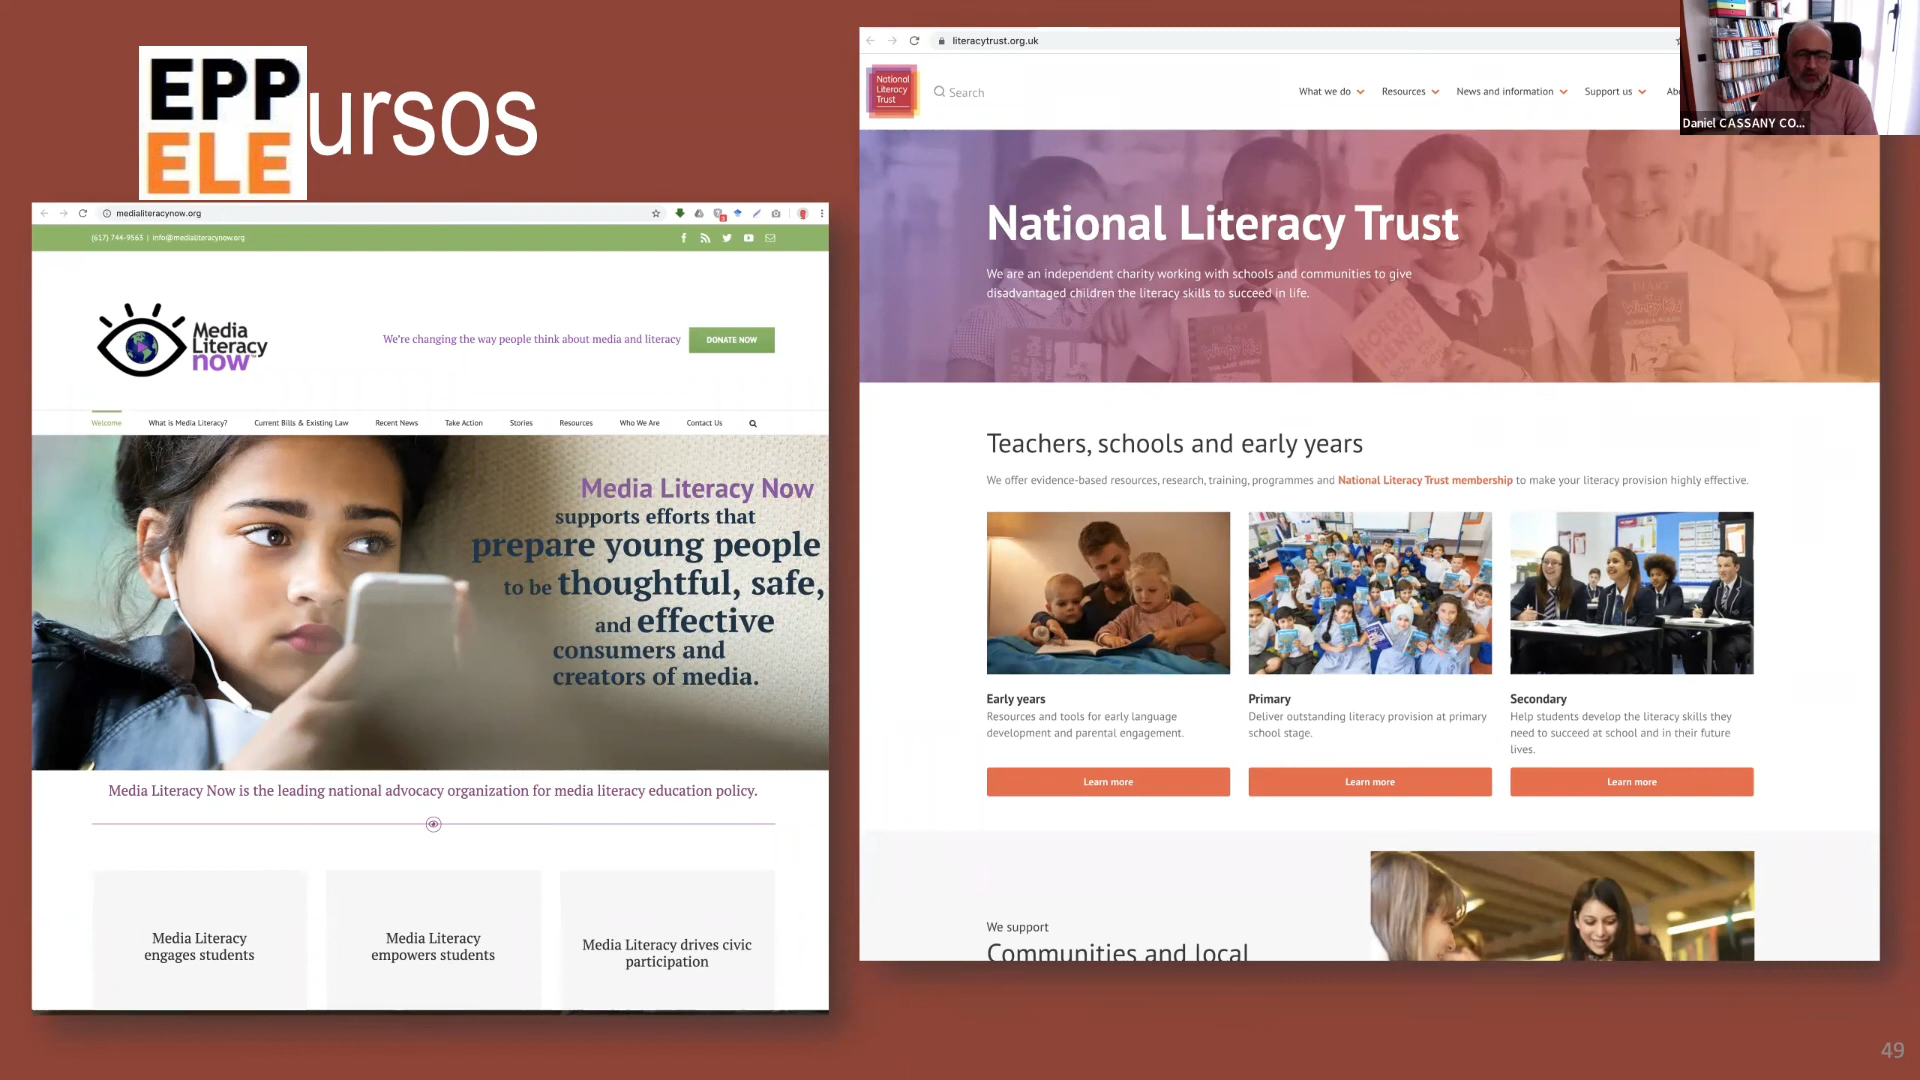 EPP
ELE
ursos
medialiteracynow.org
(617) 744-9563 | info@medialiteracynow.org
Media
Literacy
now
We're changing the way people think about media and literacy
DONATE NOW
Welcome
What is Media Literacy?
Current Bills & Existing Law
Recent News
Take Action
Stories
Resources
Who We Are
Contact Us
Media Literacy Now
supports efforts that
prepare young people
to be thoughtful, safe,
and effective
consumers and
creators of media.
Media Literacy Now is the leading national advocacy organization for media literacy education policy.
Media Literacy
engages students
Media Literacy
empowers students
Media Literacy drives civic
participation
literacytrust.org.uk
National
Literacy
Trust
Search
What we do
Resources
News and information
Support us
Ab
Daniel CASSANY CO...
National Literacy Trust
We are an independent charity working with schools and communities to give
disadvantaged children the literacy skills to succeed in life.
Teachers, schools and early years
We offer evidence-based resources, research, training, programmes and National Literacy Trust membership to make your literacy provision highly effective.
Early years
Resources and tools for early language
development and parental engagement.
Learn more
Primary
Deliver outstanding literacy provision at primary
school stage.
Learn more
Secondary
Help students develop the literacy skills they
need to succeed at school and in their future
lives.
Learn more
We support
Communities and local
49